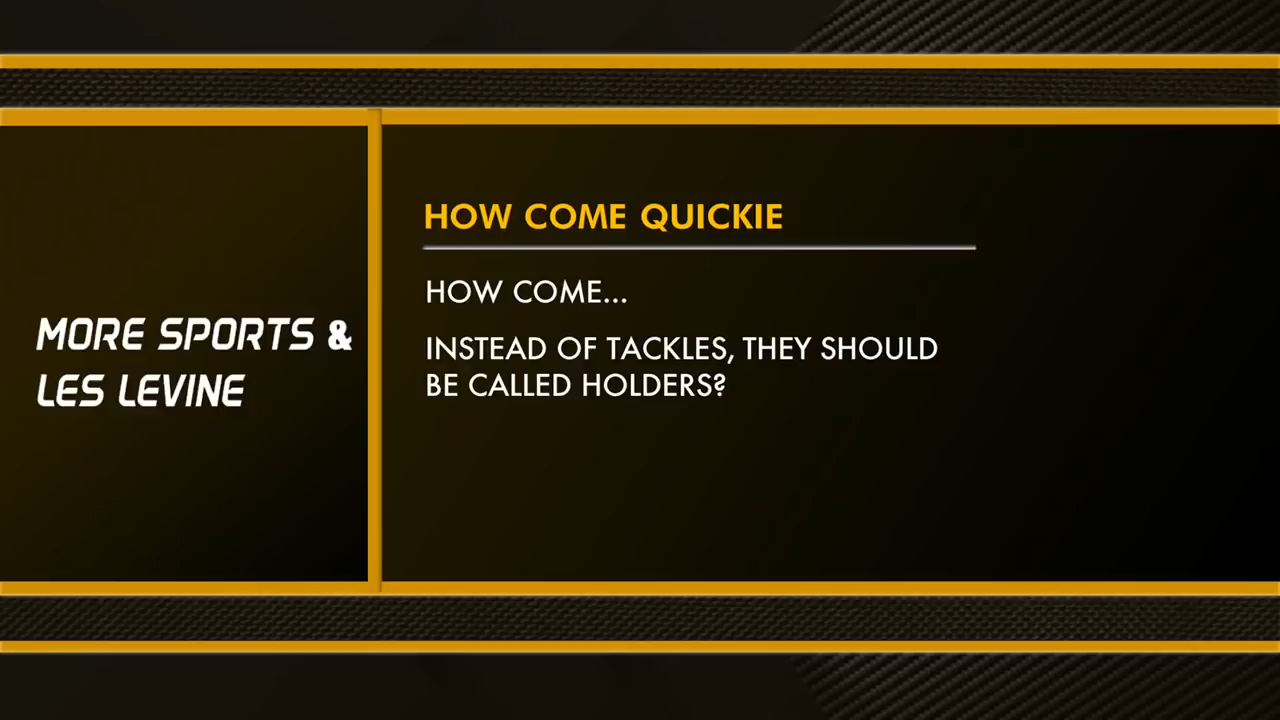 MORE SPORTS &
LES LEVINE
HOW COME QUICKIE
HOW COME...
INSTEAD OF TACKLES, THEY SHOULD
BE CALLED HOLDERS?